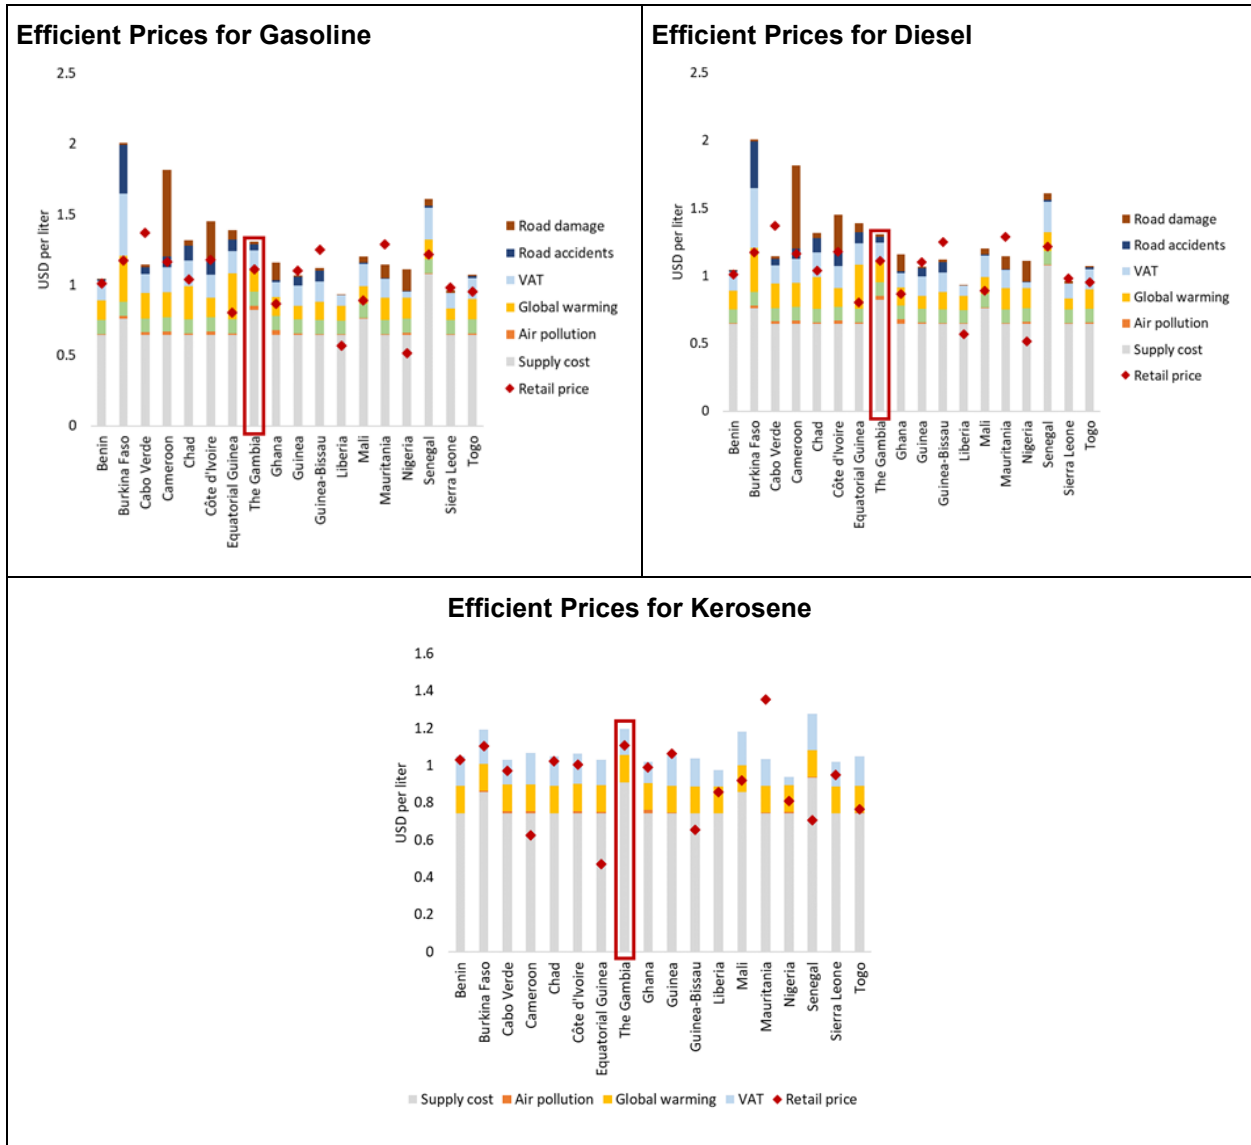 Efficient Prices for Gasoline
2.5
2
1.5
1
0.5
0
USD per liter
Benin
Burkina Faso
Cabo Verde
Cameroon
Chad
Côte d'Ivoire
Equatorial Guinea
The Gambia
Ghana
Guinea
Guinea-Bissau
Liberia
Mali
Mauritania
Nigeria
Senegal
Sierra Leone
Togo
Road damage
Road accidents
VAT
Global warming
Air pollution
Supply cost
Retail price
Efficient Prices for Diesel
2.5
2
1.5
1
0.5
0
USD per liter
Benin
Burkina Faso
Cabo Verde
Cameroon
Chad
Côte d'Ivoire
Equatorial Guinea
The Gambia
Ghana
Guinea
Guinea-Bissau
Liberia
Mali
Mauritania
Nigeria
Senegal
Sierra Leone
Togo
Road damage
Road accidents
VAT
Global warming
Air pollution
Supply cost
Retail price
Efficient Prices for Kerosene
1.6
1.4
1.2
1
0.8
0.6
0.4
0.2
0
USD per liter
Benin
Burkina Faso
Cabo Verde
Cameroon
Chad
Côte d'Ivoire
Equatorial Guinea
The Gambia
Ghana
Guinea
Guinea-Bissau
Liberia
Mali
Mauritania
Nigeria
Senegal
Sierra Leone
Togo
Supply cost Air pollution Global warming VAT Retail price